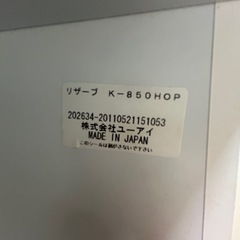 リザーブ K-850HOP
202634-20110521151053
株式会社ユーアイ
MADE IN JAPAN
このシールは剥がさないで下さい